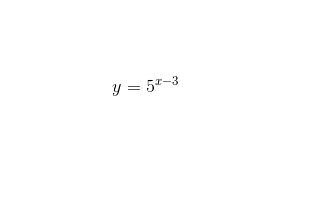 y = 5^{x-3}